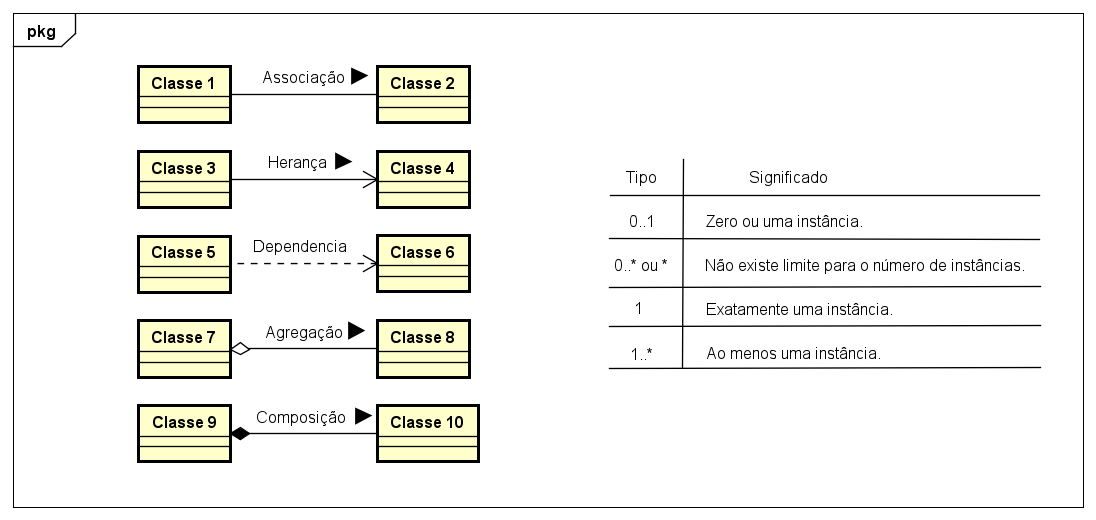 pkg
Associação
Classe 1
Classe 2
Herança
Classe 3
Classe 4
Dependencia
Classe 5
Classe 6
Agregação
Classe 7
Classe 8
Composição
Classe 9
Classe 10
Tipo Significado
0..1 Zero ou uma instância.
0..* ou * Não existe limite para o número de instâncias.
1 Exatamente uma instância.
1..* Ao menos uma instância.